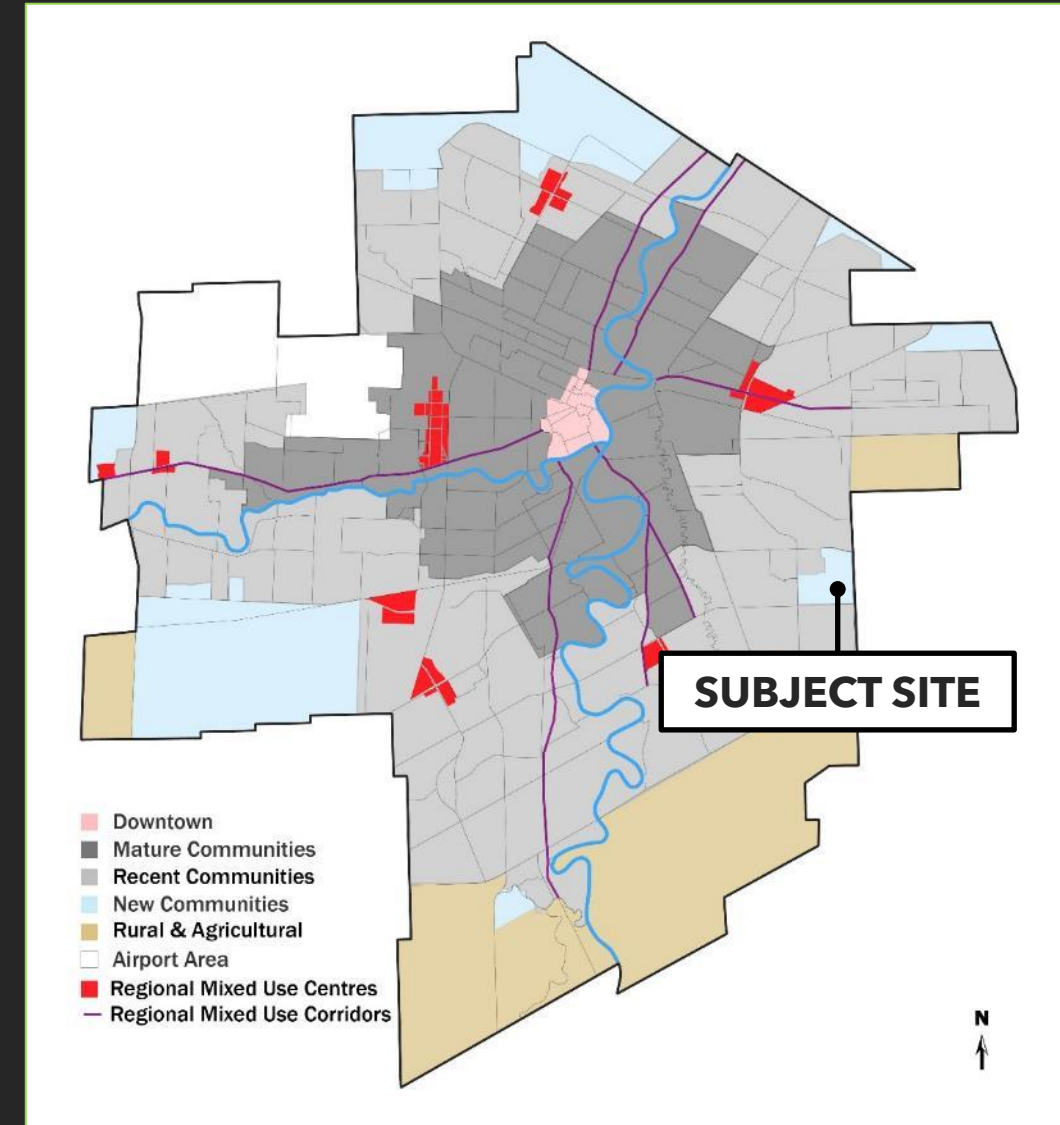 SUBJECT SITE
Downtown
Mature Communities
Recent Communities
New Communities
Rural & Agricultural
Airport Area
Regional Mixed Use Centres
Regional Mixed Use Corridors
N